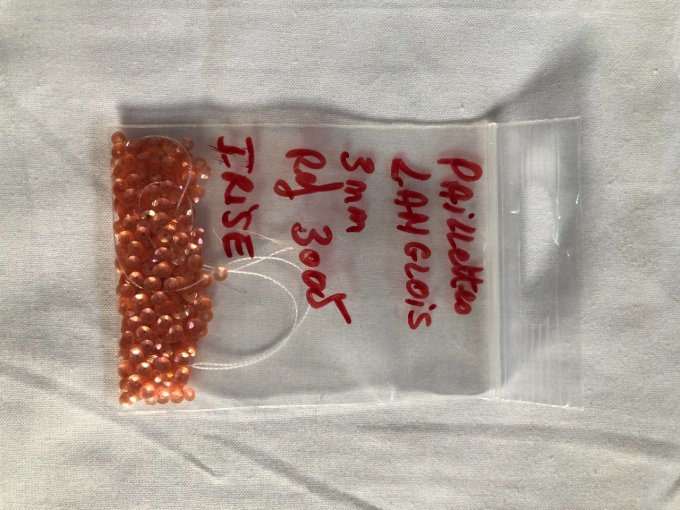 PAillettes
LANGLOIS
3mm
Ref 3005
IRISE